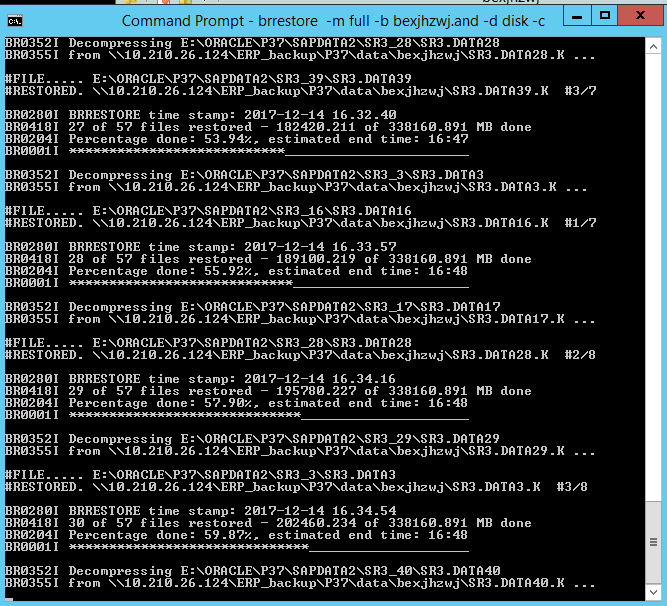 Command Prompt - brrestore  -m full -b bexjhzwj.and -d disk -c
BR0352I Decompressing E:\ORACLE\P37\SAPDATA2\SR3_28\SR3.DATA28
BR0355I from \\10.210.26.124\ERP_backup\P37\data\bexjhzwj\SR3.DATA28.K ...
#FILE..... E:\ORACLE\P37\SAPDATA2\SR3_39\SR3.DATA39
#RESTORED. \\10.210.26.124\ERP_backup\P37\data\bexjhzwj\SR3.DATA39.K  #3/7
BR0280I BRRESTORE time stamp: 2017-12-14 16.32.40
BR0418I 27 of 57 files restored - 182420.211 of 338160.891 MB done
BR0204I Percentage done: 53.94%, estimated end time: 16:47
BR0001I ***************************_______________________
BR0352I Decompressing E:\ORACLE\P37\SAPDATA2\SR3_3\SR3.DATA3
BR0355I from \\10.210.26.124\ERP_backup\P37\data\bexjhzwj\SR3.DATA3.K ...
#FILE..... E:\ORACLE\P37\SAPDATA2\SR3_16\SR3.DATA16
#RESTORED. \\10.210.26.124\ERP_backup\P37\data\bexjhzwj\SR3.DATA16.K  #1/7
BR0280I BRRESTORE time stamp: 2017-12-14 16.33.57
BR0418I 28 of 57 files restored - 189100.219 of 338160.891 MB done
BR0204I Percentage done: 55.92%, estimated end time: 16:48
BR0001I ****************************______________________
BR0352I Decompressing E:\ORACLE\P37\SAPDATA2\SR3_17\SR3.DATA17
BR0355I from \\10.210.26.124\ERP_backup\P37\data\bexjhzwj\SR3.DATA17.K ...
#FILE..... E:\ORACLE\P37\SAPDATA2\SR3_28\SR3.DATA28
#RESTORED. \\10.210.26.124\ERP_backup\P37\data\bexjhzwj\SR3.DATA28.K  #2/8
BR0280I BRRESTORE time stamp: 2017-12-14 16.34.16
BR0418I 29 of 57 files restored - 195780.227 of 338160.891 MB done
BR0204I Percentage done: 57.90%, estimated end time: 16:48
BR0001I *****************************_____________________
BR0352I Decompressing E:\ORACLE\P37\SAPDATA2\SR3_29\SR3.DATA29
BR0355I from \\10.210.26.124\ERP_backup\P37\data\bexjhzwj\SR3.DATA29.K ...
#FILE..... E:\ORACLE\P37\SAPDATA2\SR3_3\SR3.DATA3
#RESTORED. \\10.210.26.124\ERP_backup\P37\data\bexjhzwj\SR3.DATA3.K  #3/8
BR0280I BRRESTORE time stamp: 2017-12-14 16.34.54
BR0418I 30 of 57 files restored - 202460.234 of 338160.891 MB done
BR0204I Percentage done: 59.87%, estimated end time: 16:48
BR0001I ******************************____________________
BR0352I Decompressing E:\ORACLE\P37\SAPDATA2\SR3_40\SR3.DATA40
BR0355I from \\10.210.26.124\ERP_backup\P37\data\bexjhzwj\SR3.DATA40.K ...